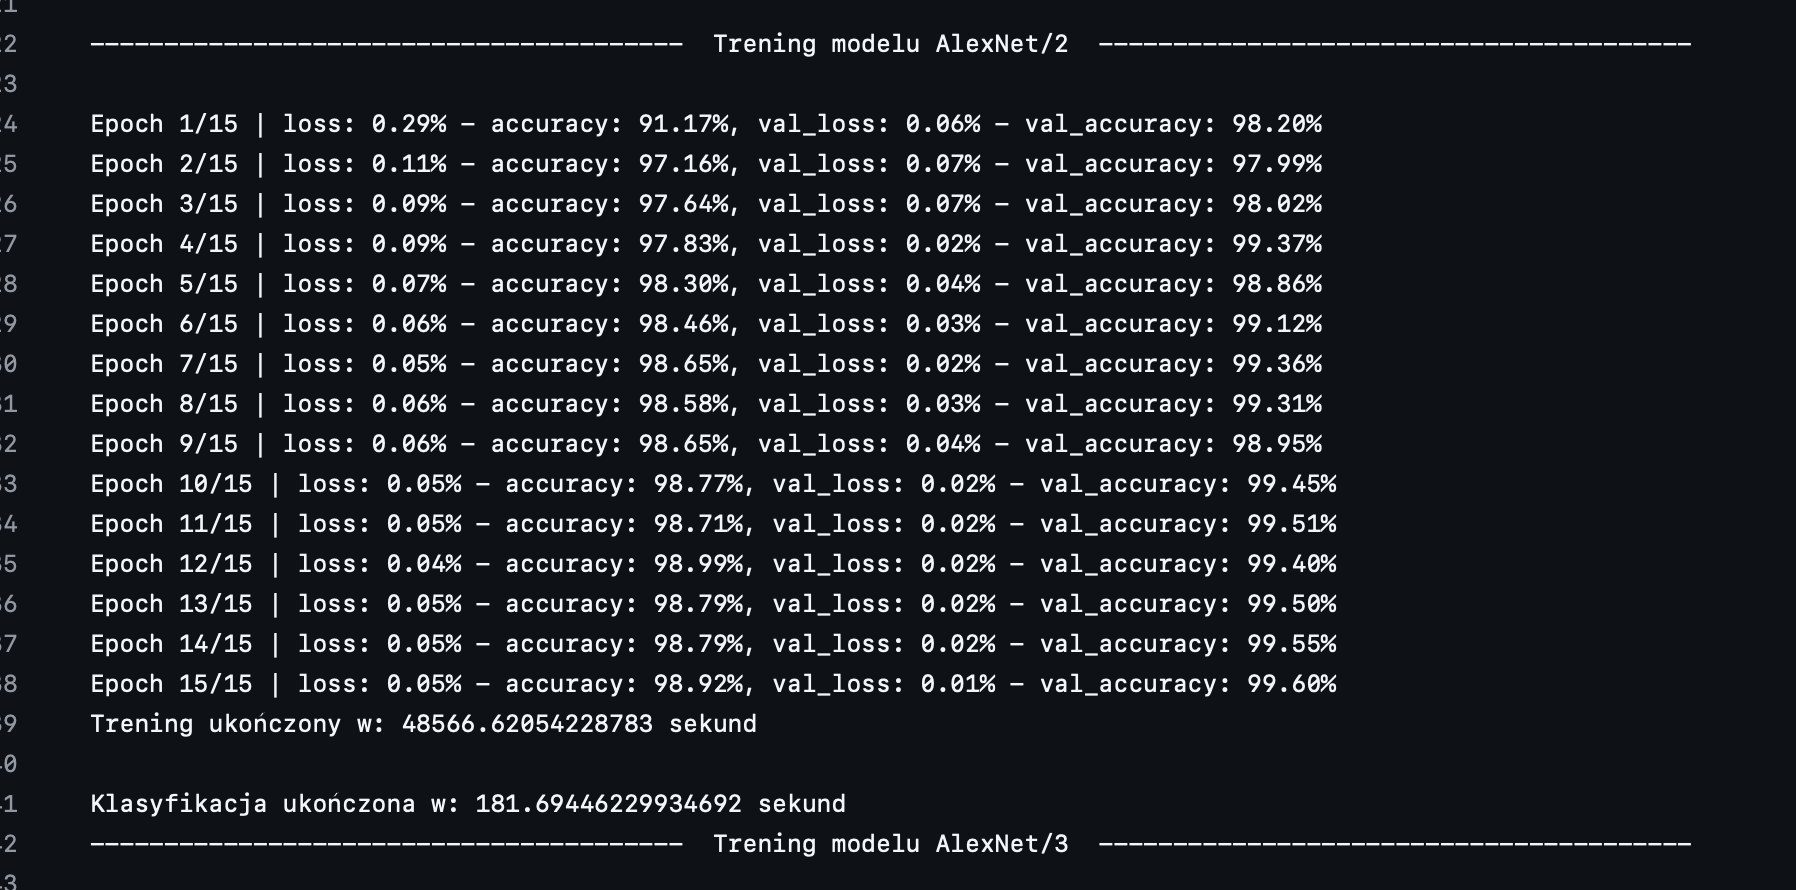 22 ---------------------------------------- Trening modelu AlexNet/2 ----------------------------------------
Epoch 1/15 | loss: 0.29% - accuracy: 91.17%, val_loss: 0.06% - val_accuracy: 98.20%
Epoch 2/15 | loss: 0.11% - accuracy: 97.16%, val_loss: 0.07% - val_accuracy: 97.99%
Epoch 3/15 | loss: 0.09% - accuracy: 97.64%, val_loss: 0.07% - val_accuracy: 98.02%
Epoch 4/15 | loss: 0.09% - accuracy: 97.83%, val_loss: 0.02% - val_accuracy: 99.37%
Epoch 5/15 | loss: 0.07% - accuracy: 98.30%, val_loss: 0.04% - val_accuracy: 98.86%
Epoch 6/15 | loss: 0.06% - accuracy: 98.46%, val_loss: 0.03% - val_accuracy: 99.12%
Epoch 7/15 | loss: 0.05% - accuracy: 98.65%, val_loss: 0.02% - val_accuracy: 99.36%
Epoch 8/15 | loss: 0.06% - accuracy: 98.58%, val_loss: 0.03% - val_accuracy: 99.31%
Epoch 9/15 | loss: 0.06% - accuracy: 98.65%, val_loss: 0.04% - val_accuracy: 98.95%
Epoch 10/15 | loss: 0.05% - accuracy: 98.77%, val_loss: 0.02% - val_accuracy: 99.45%
Epoch 11/15 | loss: 0.05% - accuracy: 98.71%, val_loss: 0.02% - val_accuracy: 99.51%
Epoch 12/15 | loss: 0.04% - accuracy: 98.99%, val_loss: 0.02% - val_accuracy: 99.40%
Epoch 13/15 | loss: 0.05% - accuracy: 98.79%, val_loss: 0.02% - val_accuracy: 99.50%
Epoch 14/15 | loss: 0.05% - accuracy: 98.79%, val_loss: 0.02% - val_accuracy: 99.55%
Epoch 15/15 | loss: 0.05% - accuracy: 98.92%, val_loss: 0.01% - val_accuracy: 99.60%
Trening ukończony w: 48566.62054228783 sekund
Klasyfikacja ukończona w: 181.69446229934692 sekund
---------------------------------------- Trening modelu AlexNet/3 ----------------------------------------